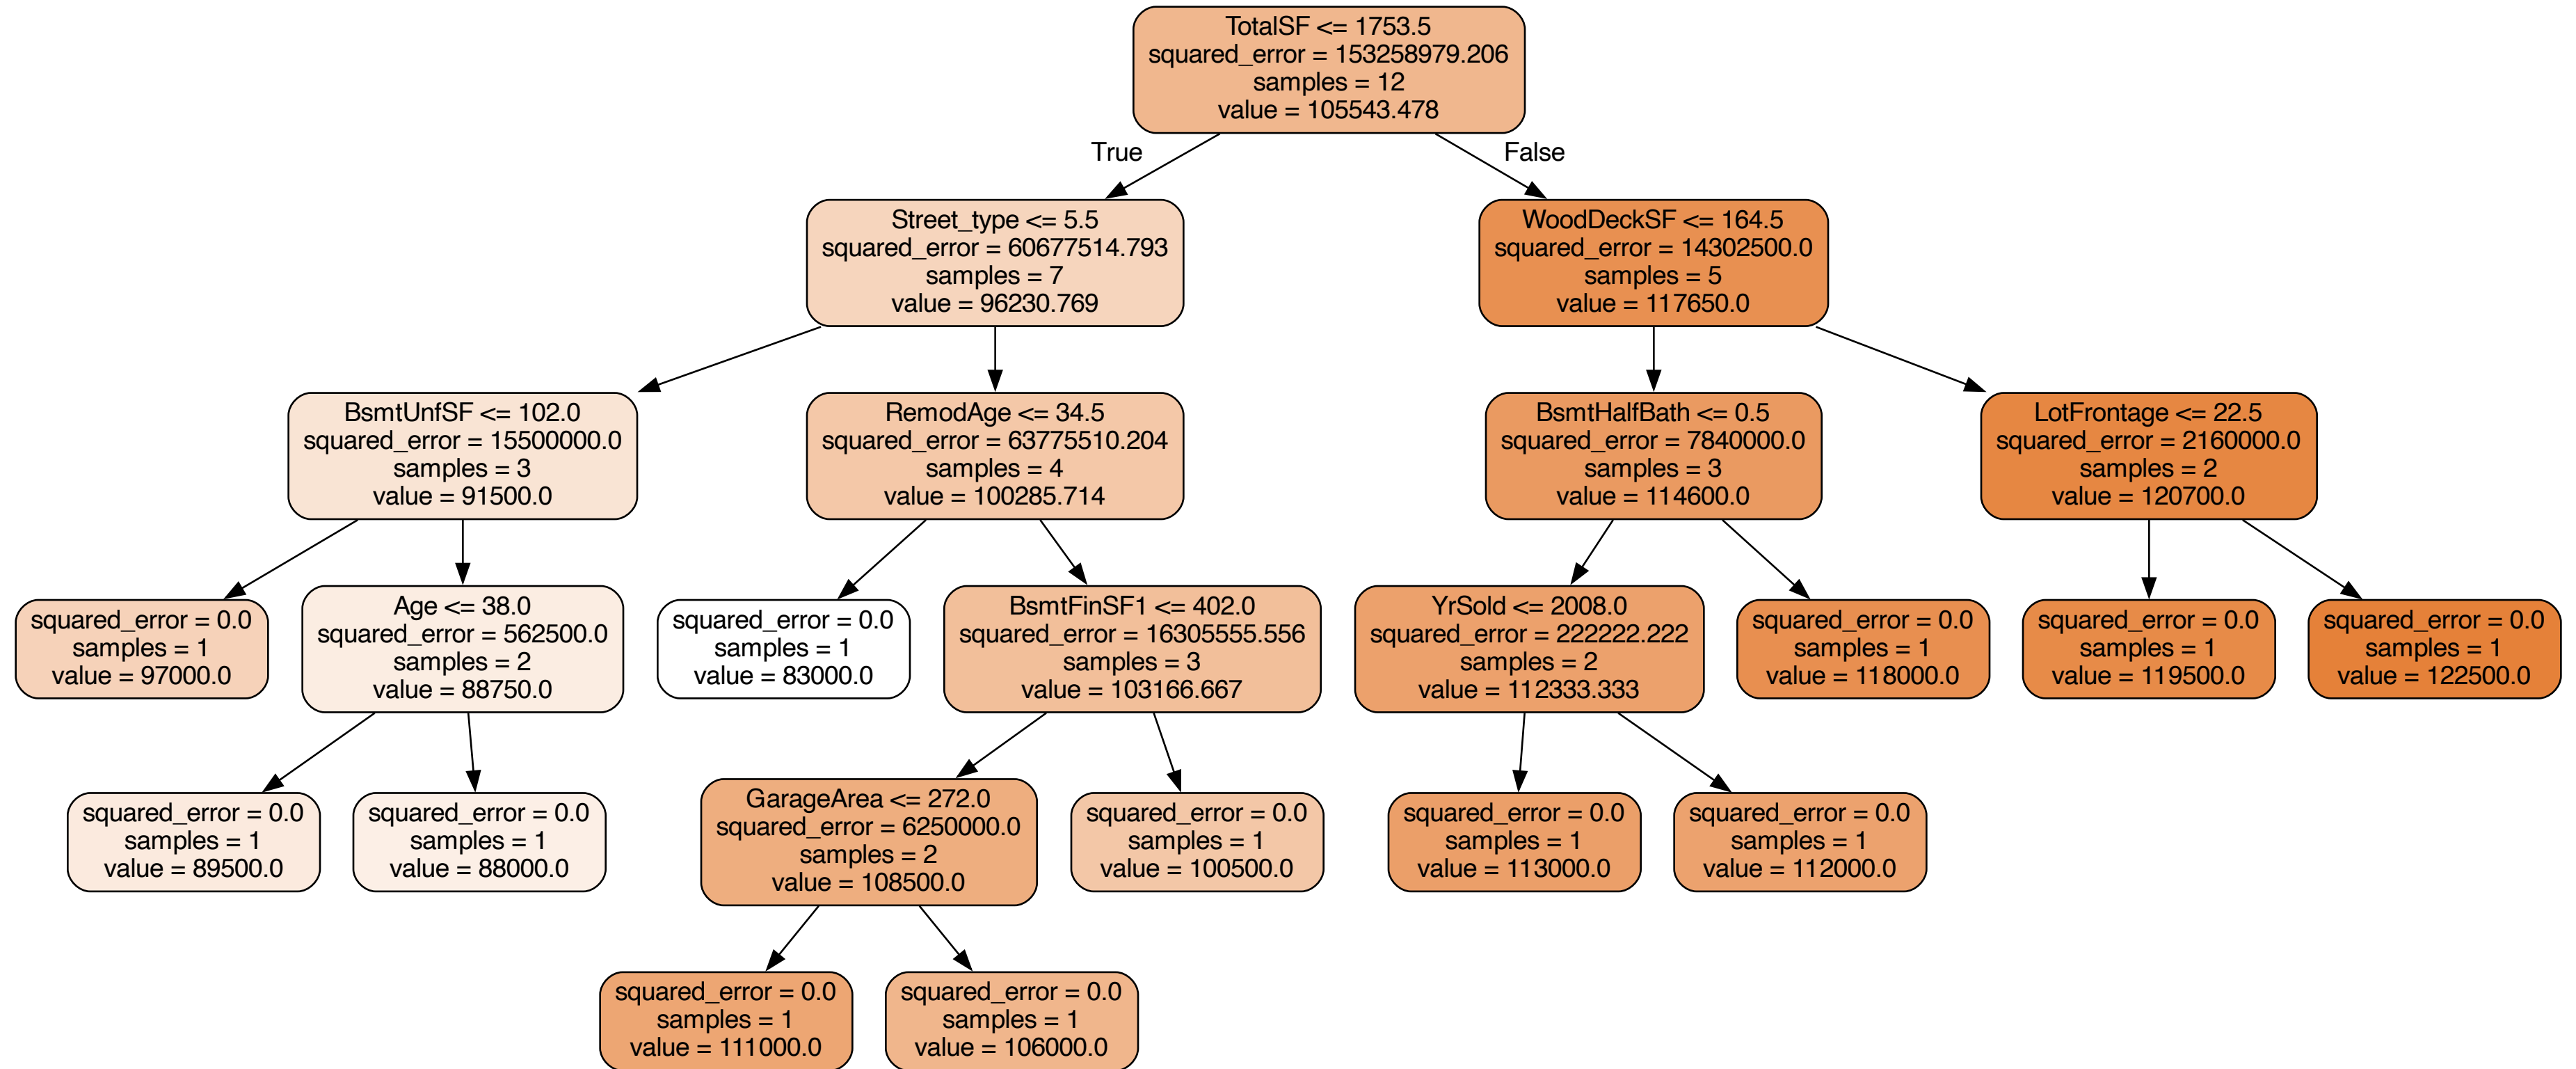 TotalSF <= 1753.5
squared_error = 153258979.206
samples = 12
value = 105543.478
True
False
Street_type <= 5.5
squared_error = 60677514.793
samples = 7
value = 96230.769
WoodDeckSF <= 164.5
squared_error = 14302500.0
samples = 5
value = 117650.0
BsmtUnfSF <= 102.0
squared_error = 15500000.0
samples = 3
value = 91500.0
RemodAge <= 34.5
squared_error = 63775510.204
samples = 4
value = 100285.714
BsmtHalfBath <= 0.5
squared_error = 7840000.0
samples = 3
value = 114600.0
LotFrontage <= 22.5
squared_error = 2160000.0
samples = 2
value = 120700.0
squared_error = 0.0
samples = 1
value = 97000.0
Age <= 38.0
squared_error = 562500.0
samples = 2
value = 88750.0
squared_error = 0.0
samples = 1
value = 83000.0
BsmtFinSF1 <= 402.0
squared_error = 16305555.556
samples = 3
value = 103166.667
YrSold <= 2008.0
squared_error = 222222.222
samples = 2
value = 112333.333
squared_error = 0.0
samples = 1
value = 118000.0
squared_error = 0.0
samples = 1
value = 119500.0
squared_error = 0.0
samples = 1
value = 122500.0
squared_error = 0.0
samples = 1
value = 89500.0
squared_error = 0.0
samples = 1
value = 88000.0
GarageArea <= 272.0
squared_error = 6250000.0
samples = 2
value = 108500.0
squared_error = 0.0
samples = 1
value = 100500.0
squared_error = 0.0
samples = 1
value = 113000.0
squared_error = 0.0
samples = 1
value = 112000.0
squared_error = 0.0
samples = 1
value = 111000.0
squared_error = 0.0
samples = 1
value = 106000.0